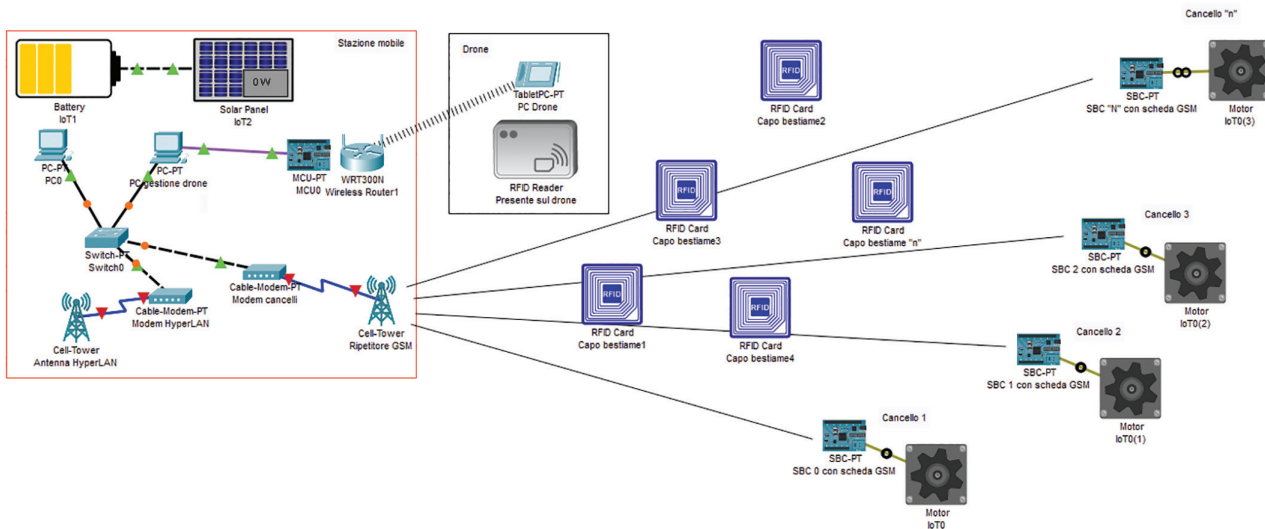 Stazione mobile
0 W
Battery
IoT1
Solar Panel
IoT2
PC-PT
PC0
PC-PT
PC gestione drone
MCU-PT
MCU0
WRT300N
Wireless Router1
Switch-PT
Switch0
Cable-Modem-PT
Modem cancelli
Cable-Modem-PT
Modem HyperLAN
Cell-Tower
Antenna HyperLAN
Cell-Tower
Ripetitore GSM
Drone
TabletPC-PT
PC Drone
RFID Reader
Presente sul drone
RFID
RFID Card
Capo bestiame2
RFID
RFID Card
Capo bestiame3
RFID
RFID Card
Capo bestiame "n"
RFID
RFID Card
Capo bestiame1
RFID
RFID Card
Capo bestiame4
Cancello "n"
SBC-PT
SBC "N" con scheda GSM
Motor
IoT0(3)
Cancello 3
SBC-PT
SBC 2 con scheda GSM
Motor
IoT0(2)
Cancello 2
SBC-PT
SBC 1 con scheda GSM
Motor
IoT0(1)
Cancello 1
SBC-PT
SBC 0 con scheda GSM
Motor
IoT0